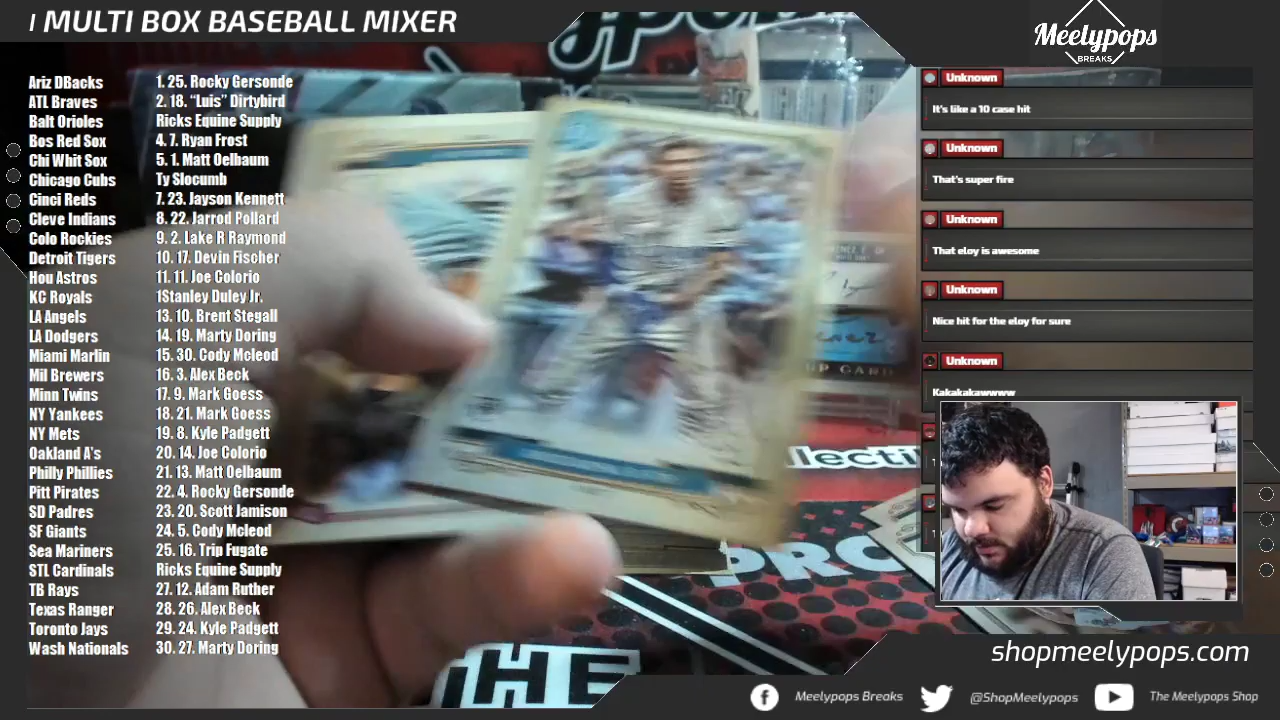 MULTI BOX BASEBALL MIXER
Meelypops
BREAKS
Ariz DBacks 1. 25. Rocky Gersonde
ATL Braves 2. 18. "Luis" Dirtybird
Balt Orioles Ricks Equine Supply
Bos Red Sox 4. 7. Ryan Frost
Chi Whit Sox 5. 1. Matt Oelbaum
Chicago Cubs Ty Slocumb
Cinci Reds 7. 23. Jayson Kennett
Cleve Indians 8. 22. Jarrod Pollard
Colo Rockies 9. 2. Lake R Raymond
Detroit Tigers 10. 17. Devin Fischer
Hou Astros 11. 11. Joe Colorio
KC Royals 1Stanley Duley Jr.
LA Angels 13. 10. Brent Stegall
LA Dodgers 14. 19. Marty Doring
Miami Marlin 15. 30. Cody Mcleod
Mil Brewers 16. 3. Alex Beck
Minn Twins 17. 9. Mark Goess
NY Yankees 18. 21. Mark Goess
NY Mets 19. 8. Kyle Padgett
Oakland A's 20. 14. Joe Colorio
Philly Phillies 21. 13. Matt Oelbaum
Pitt Pirates 22. 4. Rocky Gersonde
SD Padres 23. 20. Scott Jamison
SF Giants 24. 5. Cody Mcleod
Sea Mariners 25. 16. Trip Fugate
STL Cardinals Ricks Equine Supply
TB Rays 27. 12. Adam Ruther
Texas Ranger 28. 26. Alex Beck
Toronto Jays 29. 24. Kyle Padgett
Wash Nationals 30. 27. Marty Doring
Unknown
It's like a 10 case hit
Unknown
That's super fire
Unknown
That eloy is awesome
Unknown
Nice hit for the eloy for sure
Unknown
Kakakakawwww
llecti
PRO
THE
shopmeelypops.com
Meelypops Breaks
@ShopMeelypops
The Meelypops Shop